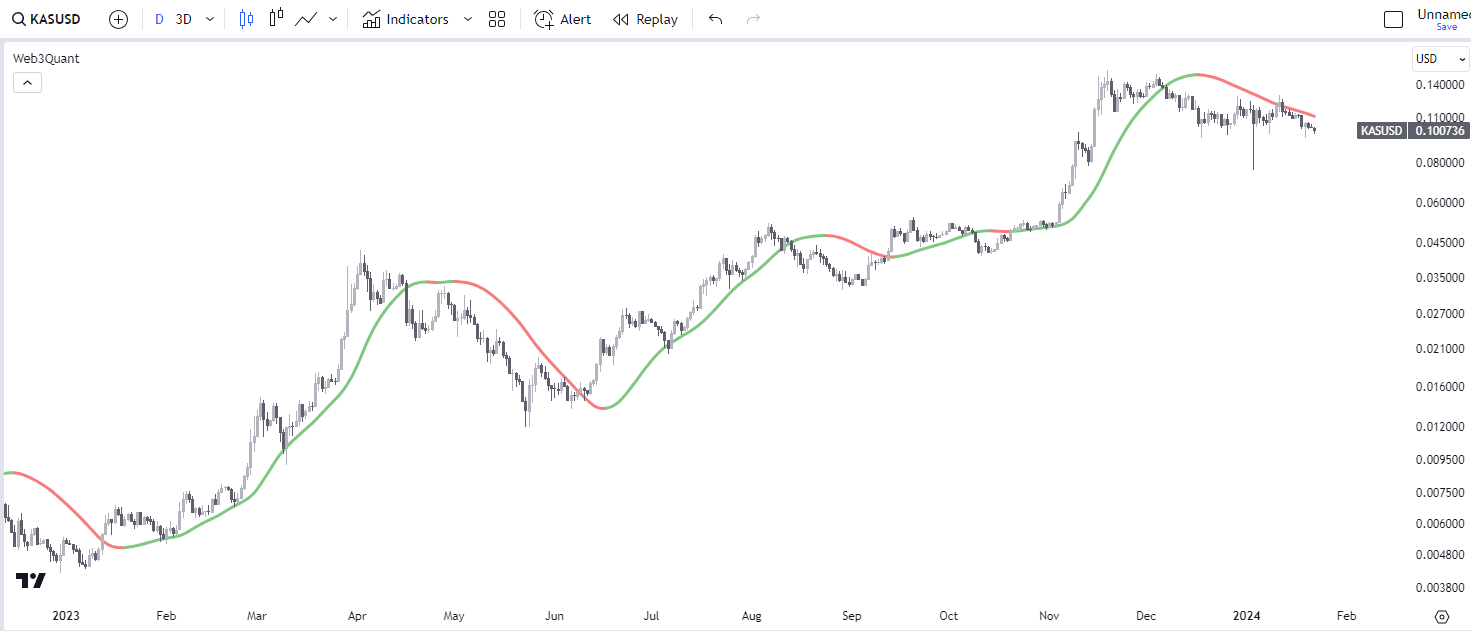 KASUSD D 3D Indicators Alert Replay Unname
Save
Web3Quant
USD
0.140000
0.110000
KASUSD 0.100736
0.080000
0.060000
0.045000
0.035000
0.027000
0.021000
0.016000
0.012000
0.009500
0.007500
0.006000
0.004800
0.003800
2023 Feb Mar Apr May Jun Jul Aug Sep Oct Nov Dec 2024 Feb